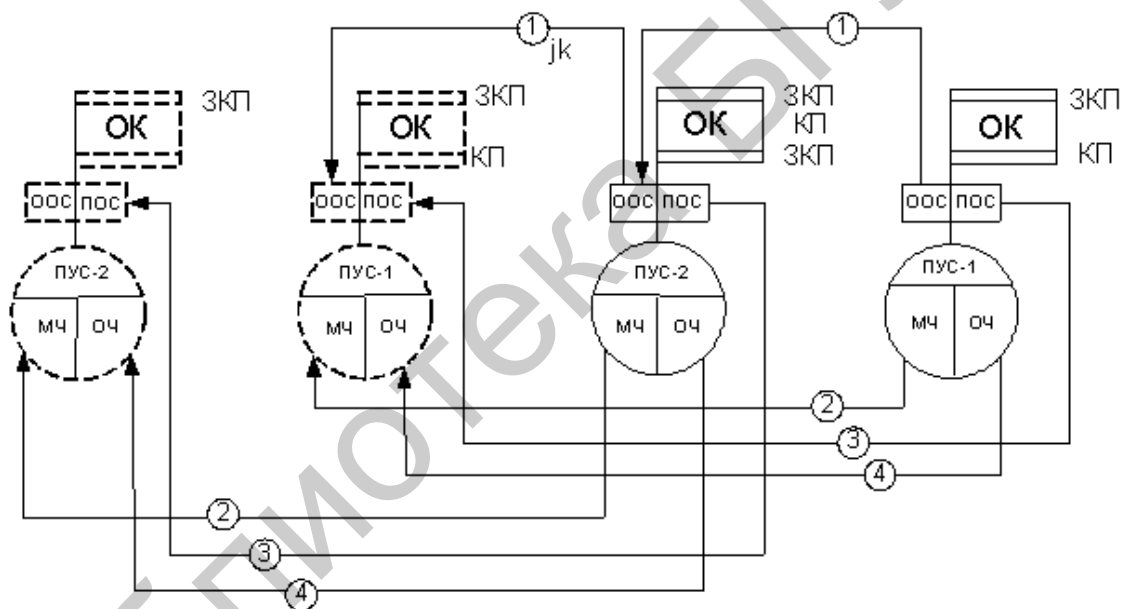 1
jk
1
ЗКП
ОК
ООС ПОС
ПУС-2
МЧ ОЧ
ЗКП
ОК
КП
ООС ПОС
ПУС-1
МЧ ОЧ
ЗКП
ОК
КП
ЗКП
ООС ПОС
ПУС-2
МЧ ОЧ
ЗКП
ОК
КП
ООС ПОС
ПУС-1
МЧ ОЧ
2
3
4
2
3
4